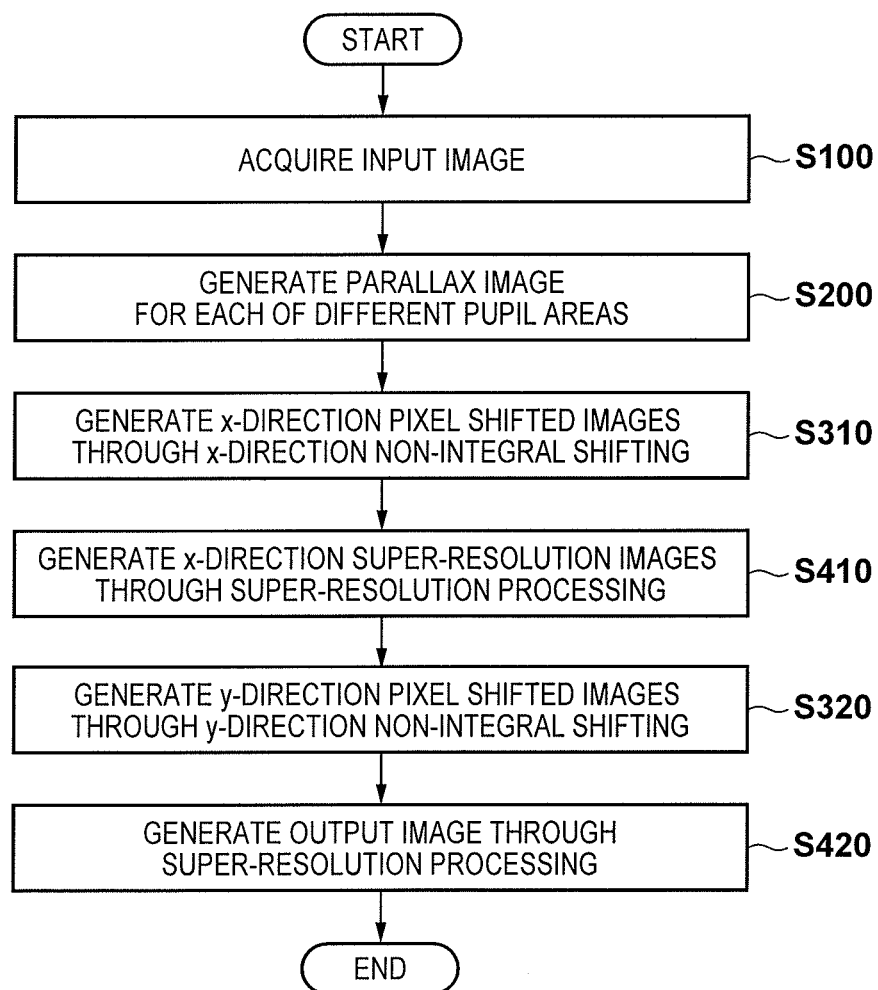 START
ACQUIRE INPUT IMAGE
S100
GENERATE PARALLAX IMAGE
FOR EACH OF DIFFERENT PUPIL AREAS
S200
GENERATE x-DIRECTION PIXEL SHIFTED IMAGES
THROUGH x-DIRECTION NON-INTEGRAL SHIFTING
S310
GENERATE x-DIRECTION SUPER-RESOLUTION IMAGES
THROUGH SUPER-RESOLUTION PROCESSING
S410
GENERATE y-DIRECTION PIXEL SHIFTED IMAGES
THROUGH y-DIRECTION NON-INTEGRAL SHIFTING
S320
GENERATE OUTPUT IMAGE THROUGH
SUPER-RESOLUTION PROCESSING
S420
END